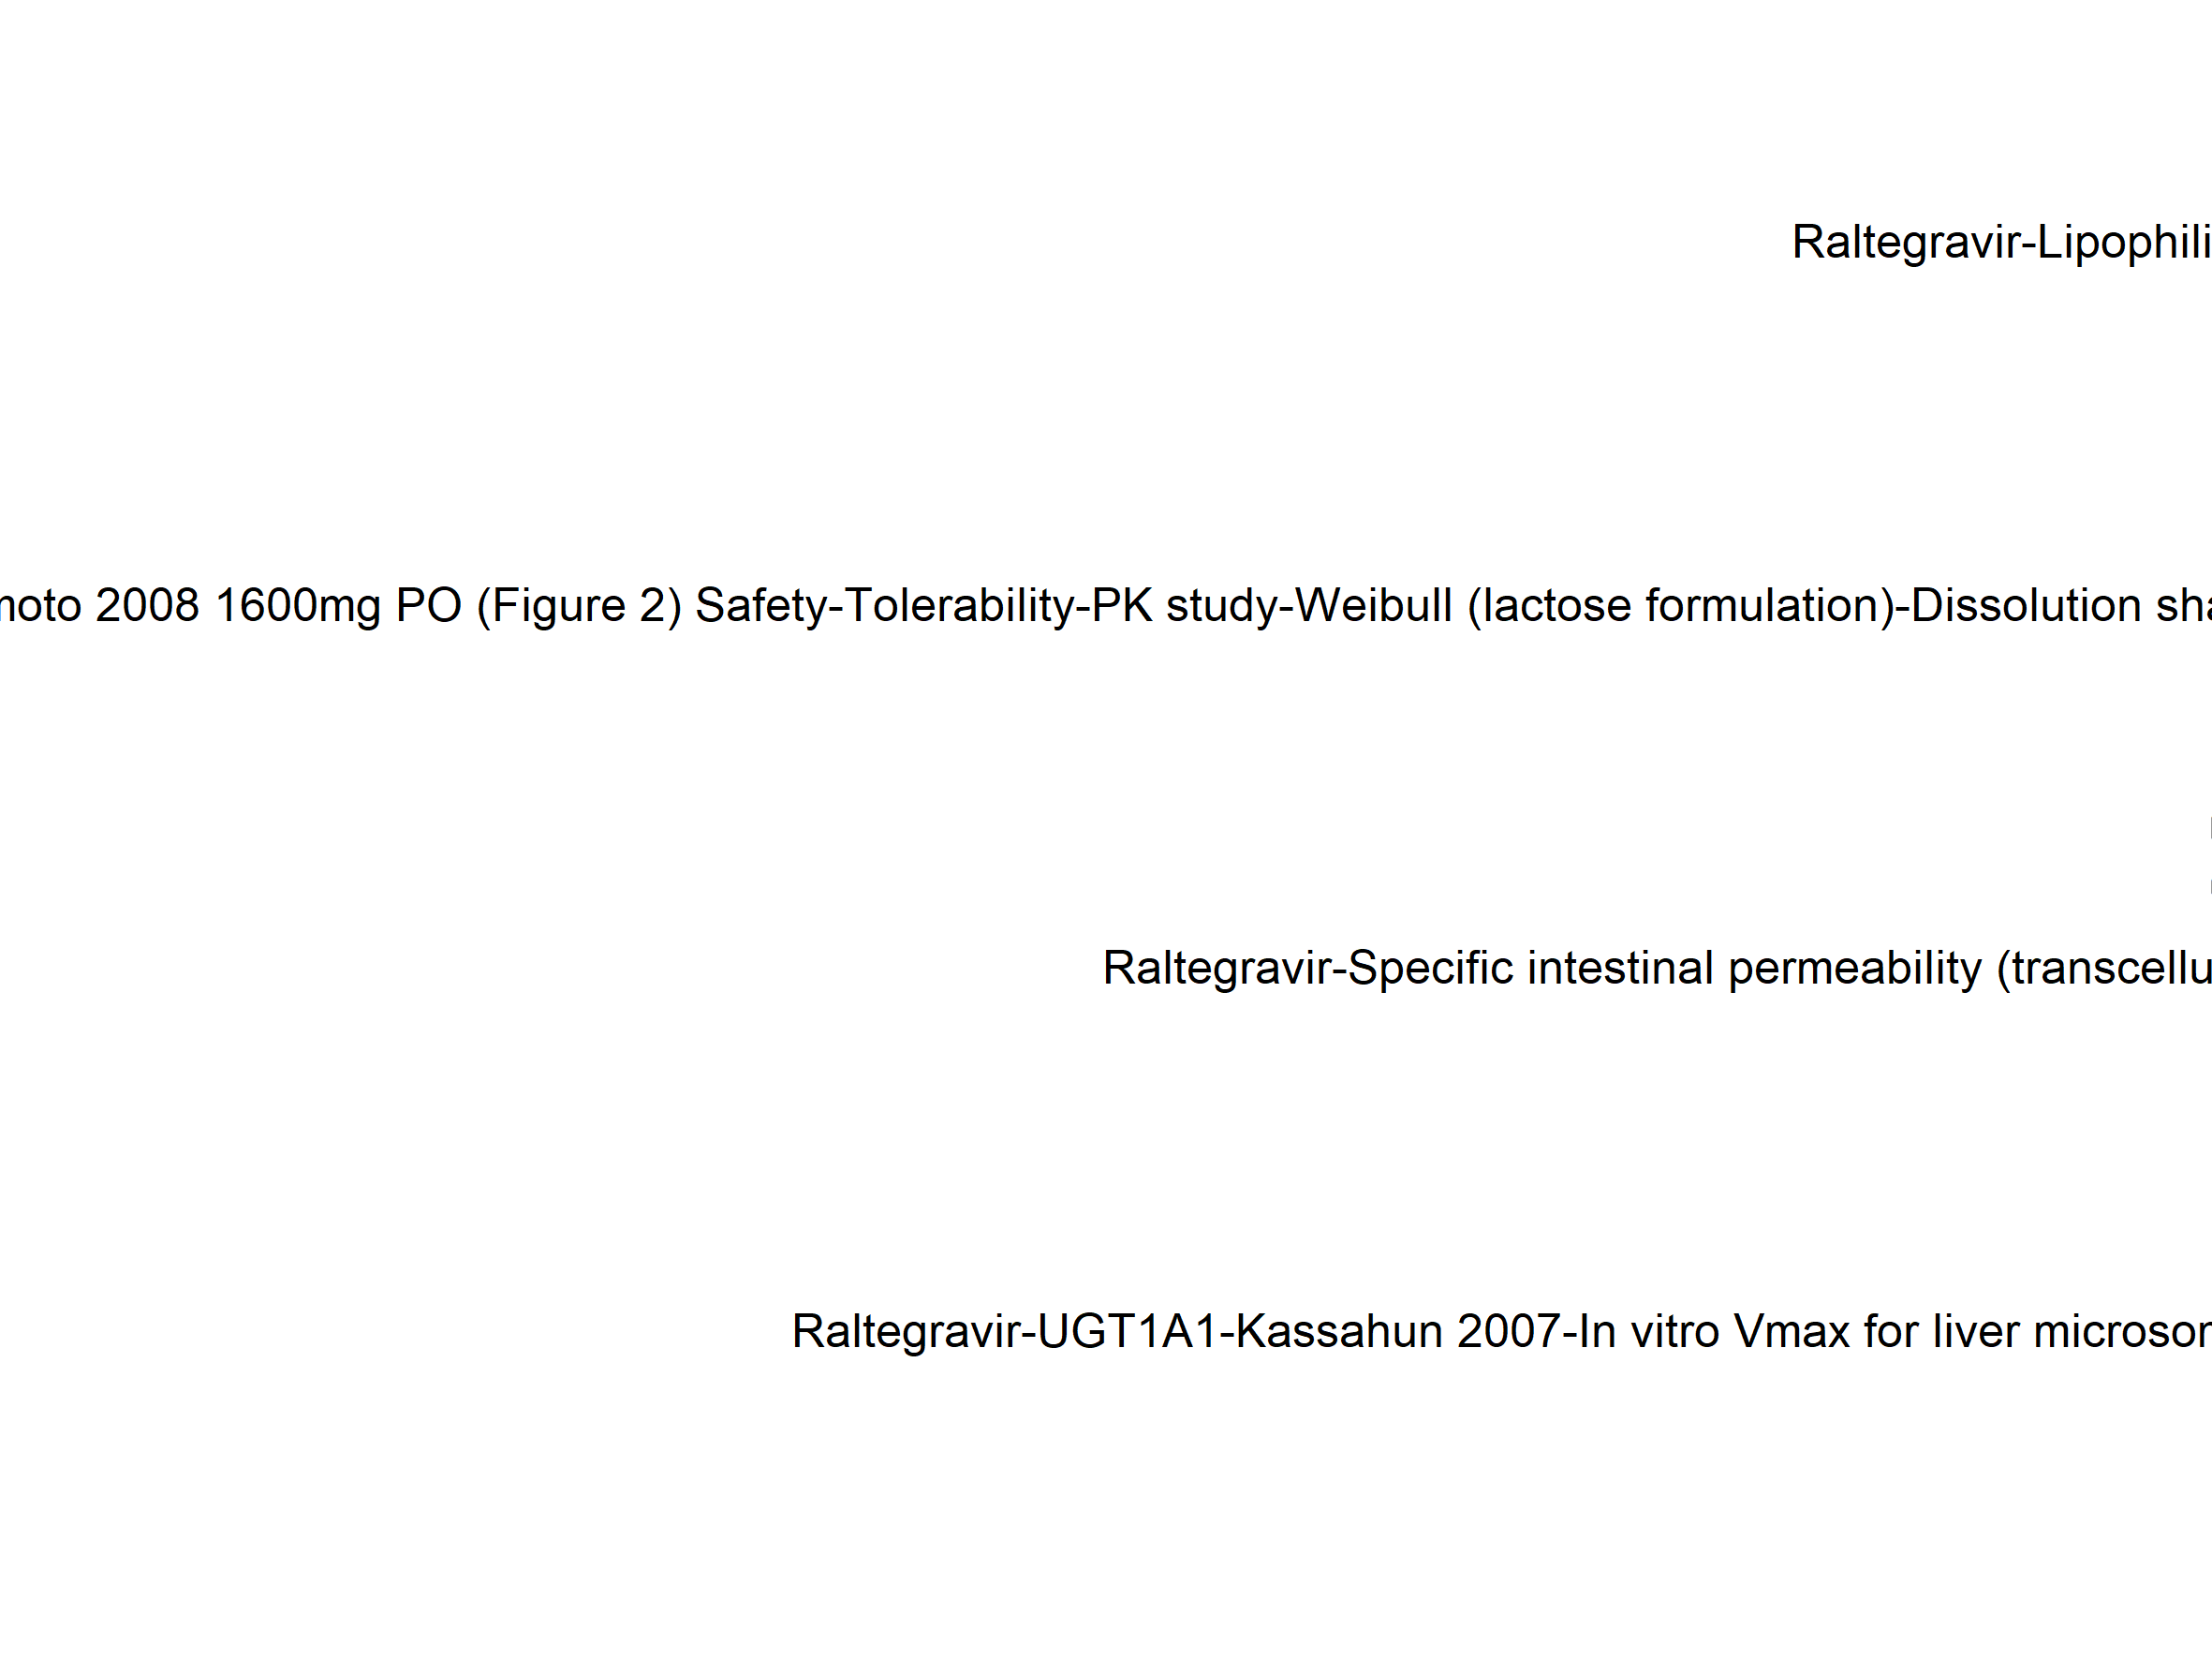 Raltegravir-Lipophili
moto 2008 1600mg PO (Figure 2) Safety-Tolerability-PK study-Weibull (lactose formulation)-Dissolution sha
Raltegravir-Specific intestinal permeability (transcellu
Raltegravir-UGT1A1-Kassahun 2007-In vitro Vmax for liver microsom